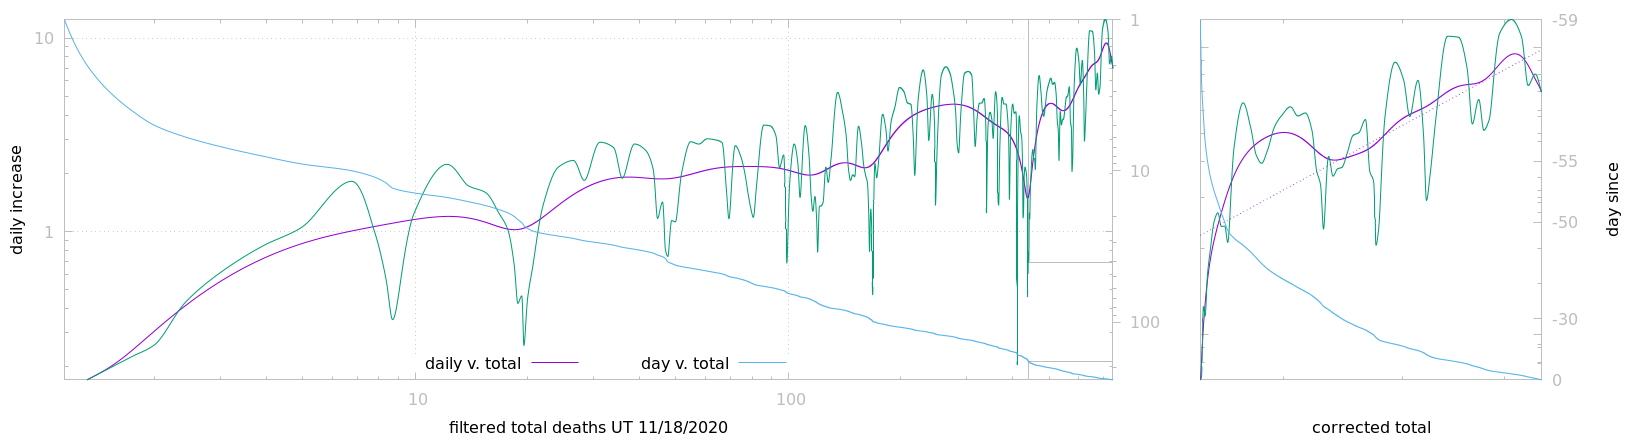 daily increase
10
1
1
10
100
daily v. total
day v. total
10
100
filtered total deaths UT 11/18/2020
-59
-55
-50
-30
0
day since
corrected total